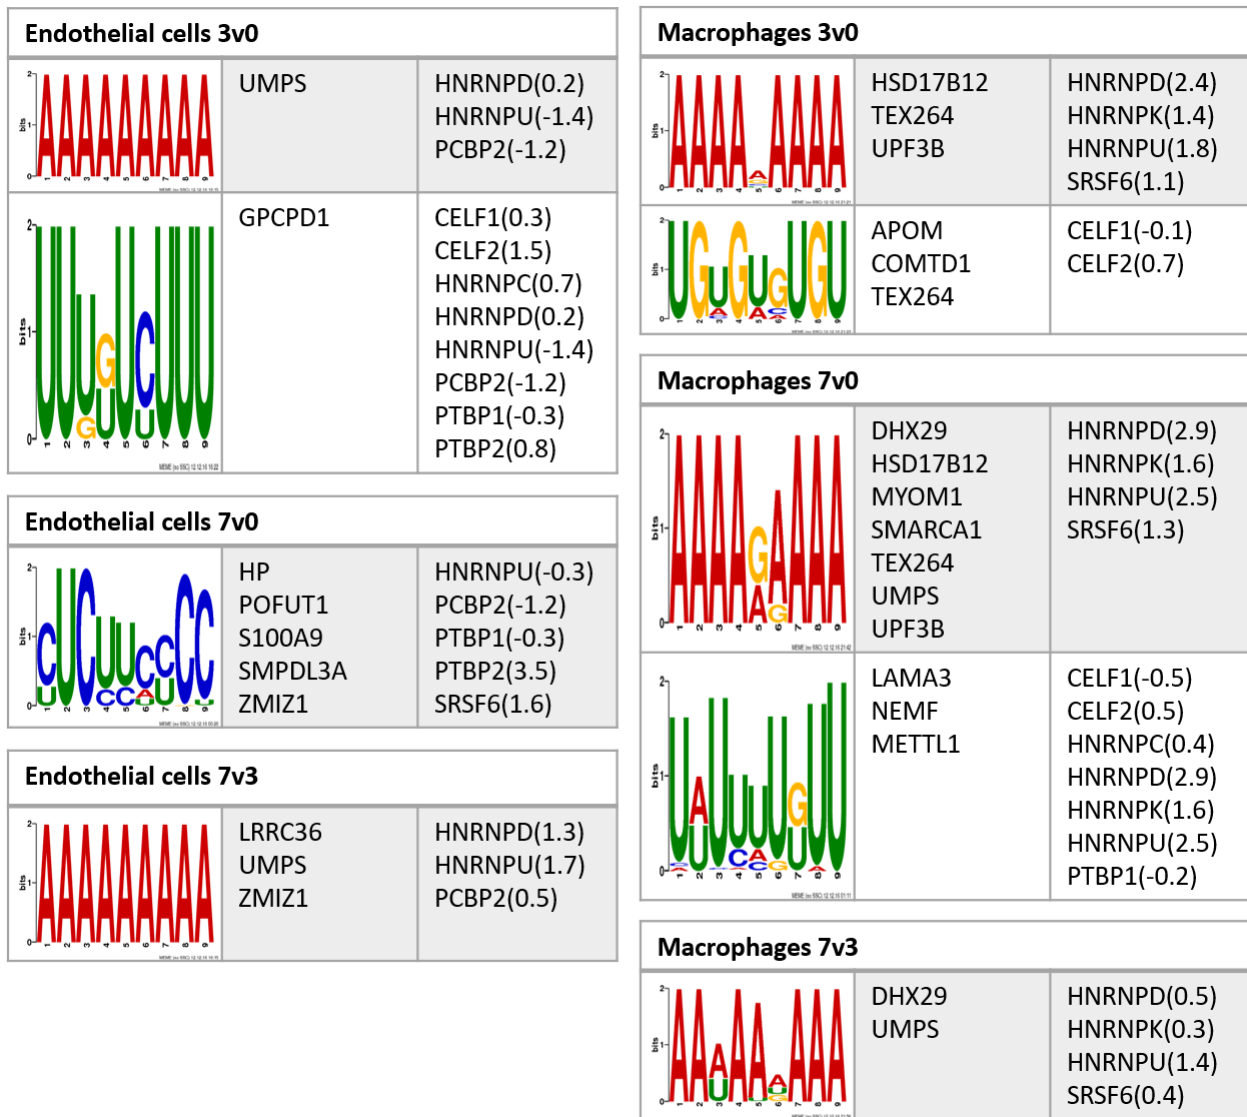 Endothelial cells 3v0
UMPS
HNRNPD(0.2)
HNRNPU(-1.4)
PCBP2(-1.2)
GPCPD1
CELF1(0.3)
CELF2(1.5)
HNRNPC(0.7)
HNRNPD(0.2)
HNRNPU(-1.4)
PCBP2(-1.2)
PTBP1(-0.3)
PTBP2(0.8)
Endothelial cells 7v0
HP
POFUT1
S100A9
SMPDL3A
ZMIZ1
HNRNPU(-0.3)
PCBP2(-1.2)
PTBP1(-0.3)
PTBP2(3.5)
SRSF6(1.6)
Endothelial cells 7v3
LRRC36
UMPS
ZMIZ1
HNRNPD(1.3)
HNRNPU(1.7)
PCBP2(0.5)
Macrophages 3v0
HSD17B12
TEX264
UPF3B
HNRNPD(2.4)
HNRNPK(1.4)
HNRNPU(1.8)
SRSF6(1.1)
APOM
COMTD1
TEX264
CELF1(-0.1)
CELF2(0.7)
Macrophages 7v0
DHX29
HSD17B12
MYOM1
SMARCA1
TEX264
UMPS
UPF3B
HNRNPD(2.9)
HNRNPK(1.6)
HNRNPU(2.5)
SRSF6(1.3)
LAMA3
NEMF
METTL1
CELF1(-0.5)
CELF2(0.5)
HNRNPC(0.4)
HNRNPD(2.9)
HNRNPK(1.6)
HNRNPU(2.5)
PTBP1(-0.2)
Macrophages 7v3
DHX29
UMPS
HNRNPD(0.5)
HNRNPK(0.3)
HNRNPU(1.4)
SRSF6(0.4)